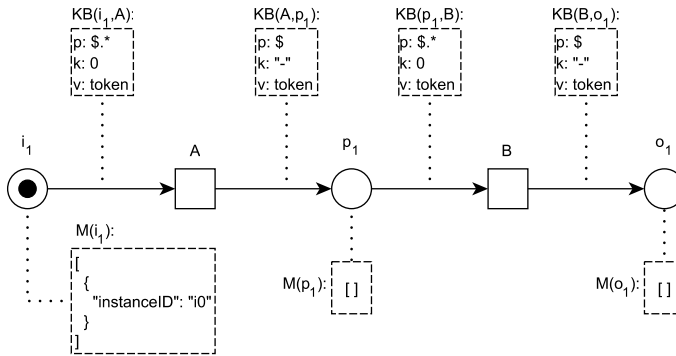 KB(i1,A):
p: $.*
k: 0
v: token
KB(A,p1):
p: $
k: "-"
v: token
KB(p1,B):
p: $.*
k: 0
v: token
KB(B,o1):
p: $
k: "-"
v: token
i1
A
p1
B
o1
M(i1):
[
{
"instanceID": "i0"
}
]
M(p1):
[ ]
M(o1):
[ ]